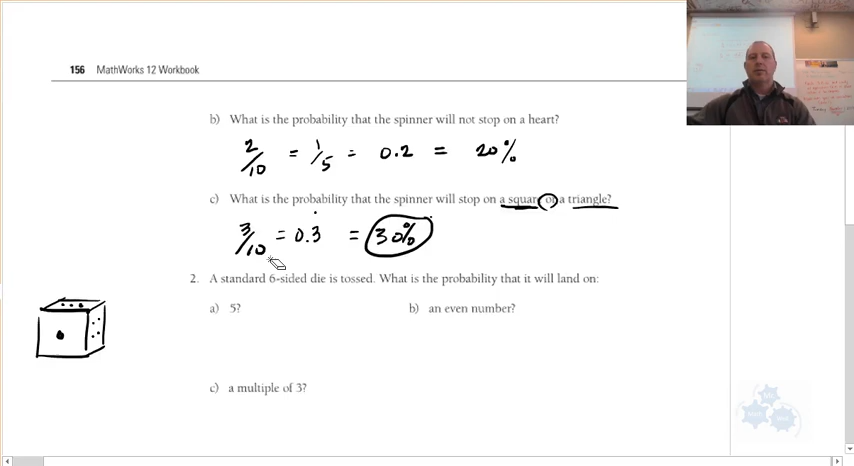 156 MathWorks 12 Workbook
b) What is the probability that the spinner will not stop on a heart?
2/10 = 1/5 = 0.2 = 20%
c) What is the probability that the spinner will stop on a square or a triangle?
3/10 = 0.3 = 30%
2. A standard 6-sided die is tossed. What is the probability that it will land on:
a) 5? b) an even number?
c) a multiple of 3?